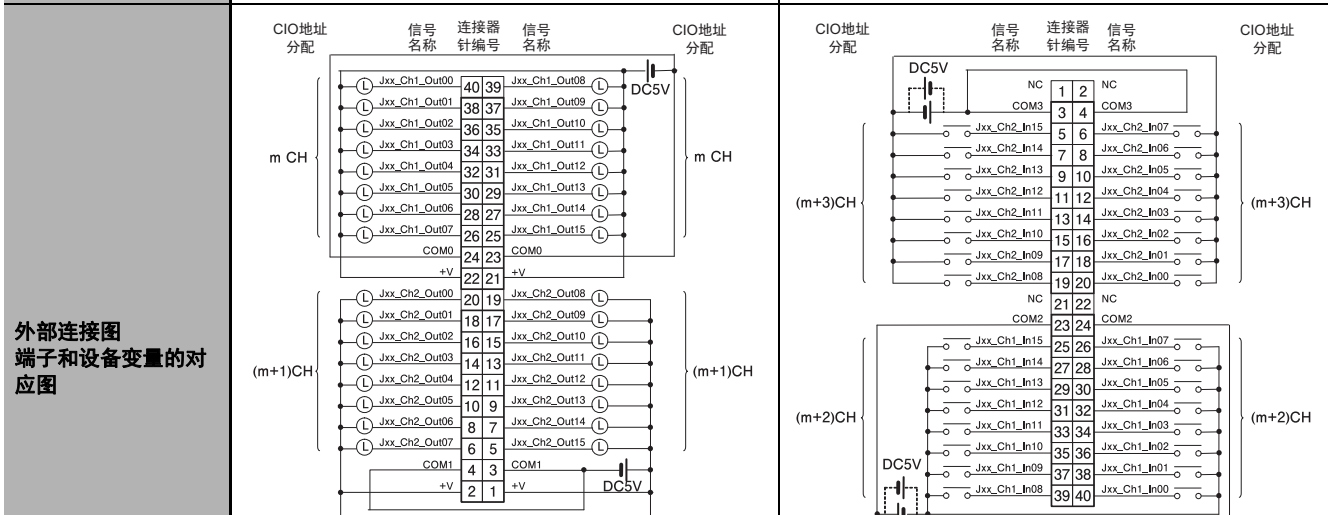 外部连接图
端子和设备变量的对
应图
CIO地址 信号 连接器 信号 CIO地址
分配 名称 针编号 名称 分配
DC5V
Jxx_Ch1_Out00 40 39 Jxx_Ch1_Out08
L Jxx_Ch1_Out01 38 37 Jxx_Ch1_Out09 L
L Jxx_Ch1_Out02 36 35 Jxx_Ch1_Out10 L
L Jxx_Ch1_Out03 34 33 Jxx_Ch1_Out11 L
m CH L Jxx_Ch1_Out04 32 31 Jxx_Ch1_Out12 L m CH
L Jxx_Ch1_Out05 30 29 Jxx_Ch1_Out13 L
L Jxx_Ch1_Out06 28 27 Jxx_Ch1_Out14 L
L Jxx_Ch1_Out07 26 25 Jxx_Ch1_Out15 L
COM0 24 23 COM0
+V 22 21 +V
L Jxx_Ch2_Out00 20 19 Jxx_Ch2_Out08 L
L Jxx_Ch2_Out01 18 17 Jxx_Ch2_Out09 L
L Jxx_Ch2_Out02 16 15 Jxx_Ch2_Out10 L
L Jxx_Ch2_Out03 14 13 Jxx_Ch2_Out11 L
(m+1)CH L Jxx_Ch2_Out04 12 11 Jxx_Ch2_Out12 L (m+1)CH
L Jxx_Ch2_Out05 10 9 Jxx_Ch2_Out13 L
L Jxx_Ch2_Out06 8 7 Jxx_Ch2_Out14 L
L Jxx_Ch2_Out07 6 5 Jxx_Ch2_Out15 L
COM1 4 3 COM1
+V 2 1 +V
DC5V
CIO地址 信号 连接器 信号 CIO地址
分配 名称 针编号 名称 分配
DC5V
NC 1 2 NC
COM3 3 4 COM3
Jxx_Ch2_In15 5 6 Jxx_Ch2_In07
Jxx_Ch2_In14 7 8 Jxx_Ch2_In06
Jxx_Ch2_In13 9 10 Jxx_Ch2_In05
(m+3)CH Jxx_Ch2_In12 11 12 Jxx_Ch2_In04 (m+3)CH
Jxx_Ch2_In11 13 14 Jxx_Ch2_In03
Jxx_Ch2_In10 15 16 Jxx_Ch2_In02
Jxx_Ch2_In09 17 18 Jxx_Ch2_In01
Jxx_Ch2_In08 19 20 Jxx_Ch2_In00
NC 21 22 NC
COM2 23 24 COM2
Jxx_Ch1_In15 25 26 Jxx_Ch1_In07
Jxx_Ch1_In14 27 28 Jxx_Ch1_In06
Jxx_Ch1_In13 29 30 Jxx_Ch1_In05
(m+2)CH Jxx_Ch1_In12 31 32 Jxx_Ch1_In04 (m+2)CH
Jxx_Ch1_In11 33 34 Jxx_Ch1_In03
Jxx_Ch1_In10 35 36 Jxx_Ch1_In02
Jxx_Ch1_In09 37 38 Jxx_Ch1_In01
Jxx_Ch1_In08 39 40 Jxx_Ch1_In00
DC5V